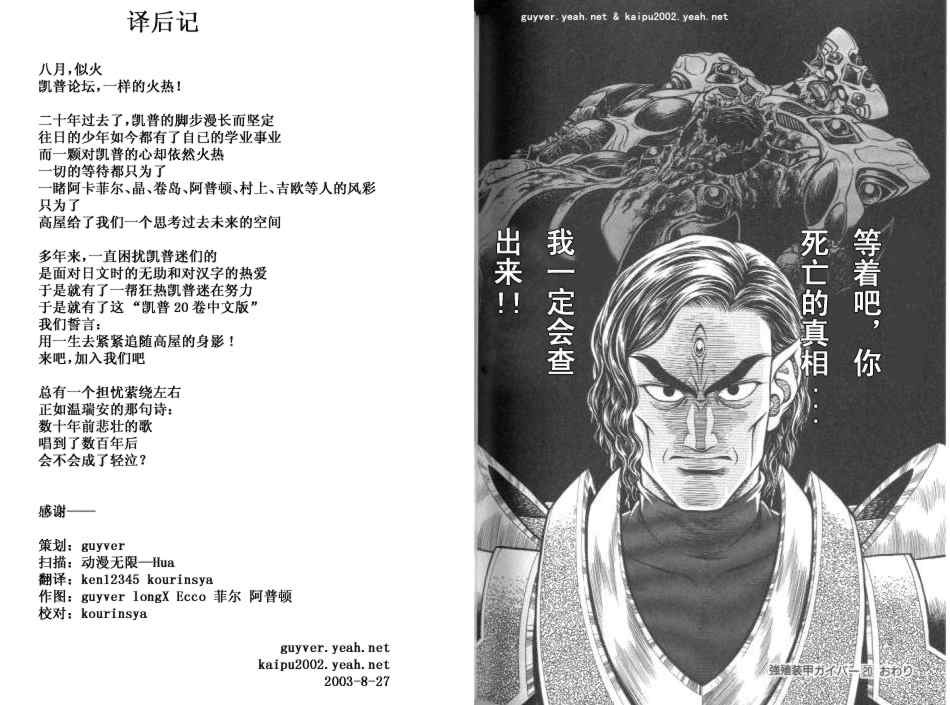 译后记
八月，似火
凯普论坛，一样的火热！
二十年过去了，凯普的脚步漫长而坚定
往日的少年如今都有了自己的学业事业
而一颗对凯普的心却依然火热
一切的等待都只为了
一睹阿卡菲尔、晶、卷岛、阿普顿、村上、吉欧等人的风彩
只为了
高屋给了我们一个思考过去未来的空间
多年来，一直困扰凯普迷们的
是面对日文时的无助和对汉字的热爱
于是就有了一帮狂热凯普迷在努力
于是就有了这“凯普20卷中文版”
我们誓言：
用一生去紧紧追随高屋的身影！
来吧，加入我们吧
总有一个担忧萦绕左右
正如温瑞安的那句诗：
数十年前悲壮的歌
唱到了数百年后
会不会成了轻泣？
感谢——
策划：guyver
扫描：动漫无限—Hua
翻译：ken12345 kourinsya
作图：guyver longX Ecco 菲尔 阿普顿
校对：kourinsya
guyver.yeah.net
kaipu2002.yeah.net
2003-8-27
guyver.yeah.net & kaipu2002.yeah.net
等着吧，你
死亡的真相...
我一定会查
出来!!
強殖装甲ガイバー⑳ おわり